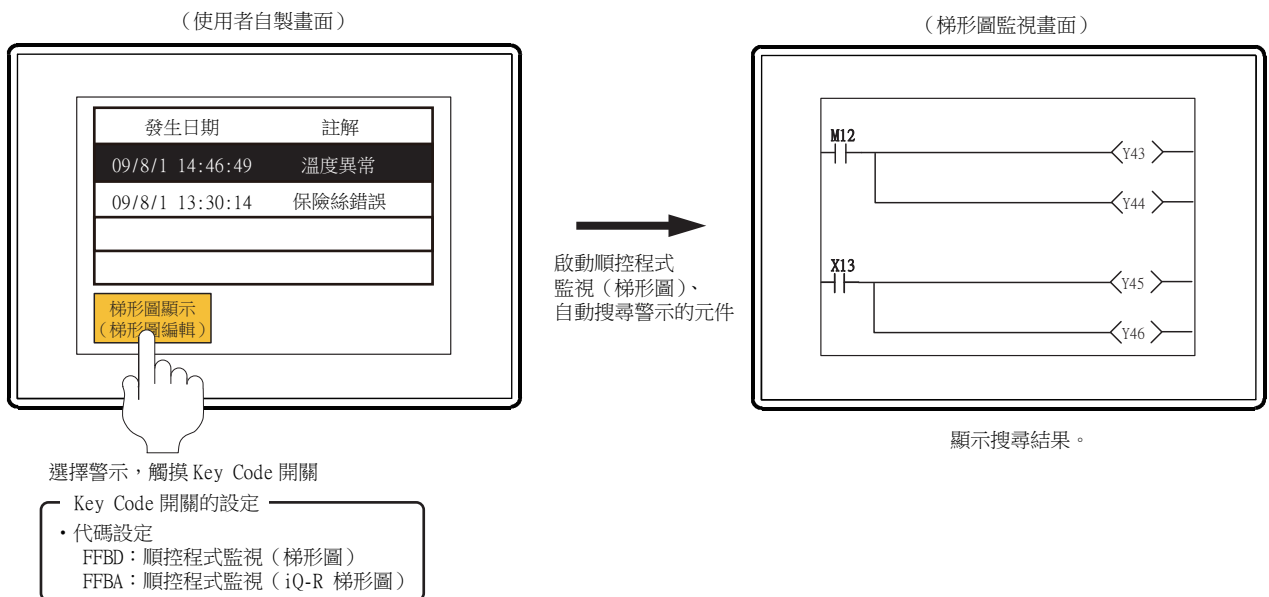 （使用者自製畫面）
發生日期 註解
09/8/1 14:46:49 溫度異常
09/8/1 13:30:14 保險絲錯誤
梯形圖顯示
（梯形圖編輯）
選擇警示，觸摸 Key Code 開關
Key Code 開關的設定
・代碼設定
FFBD：順控程式監視（梯形圖）
FFBA：順控程式監視（iQ-R 梯形圖）
啟動順控程式
監視（梯形圖）、
自動搜尋警示的元件
（梯形圖監視畫面）
M12
Y43
Y44
X13
Y45
Y46
顯示搜尋結果。